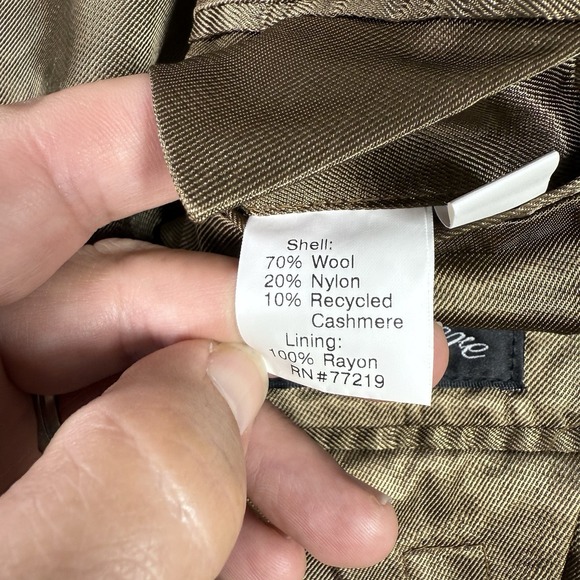 Shell:
70% Wool
20% Nylon
10% Recycled
Cashmere
Lining:
100% Rayon
RN#77219